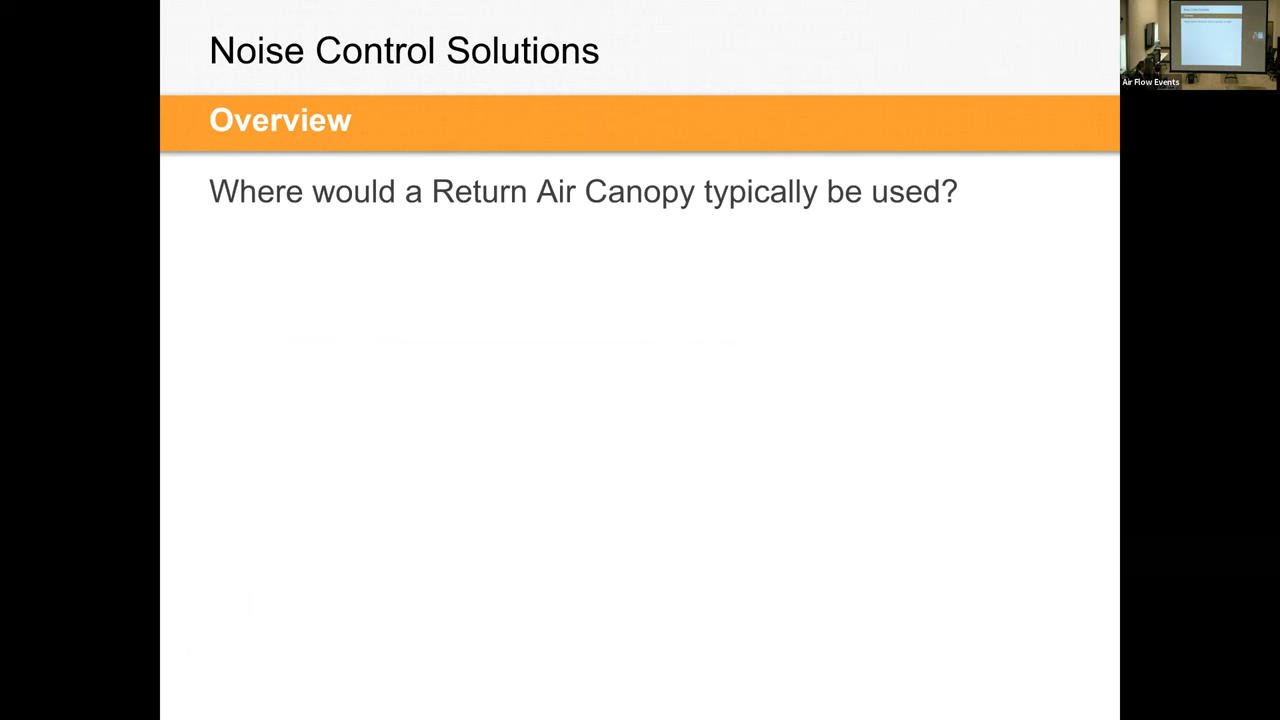 Noise Control Solutions
Overview
Where would a Return Air Canopy typically be used?
Air Flow Events